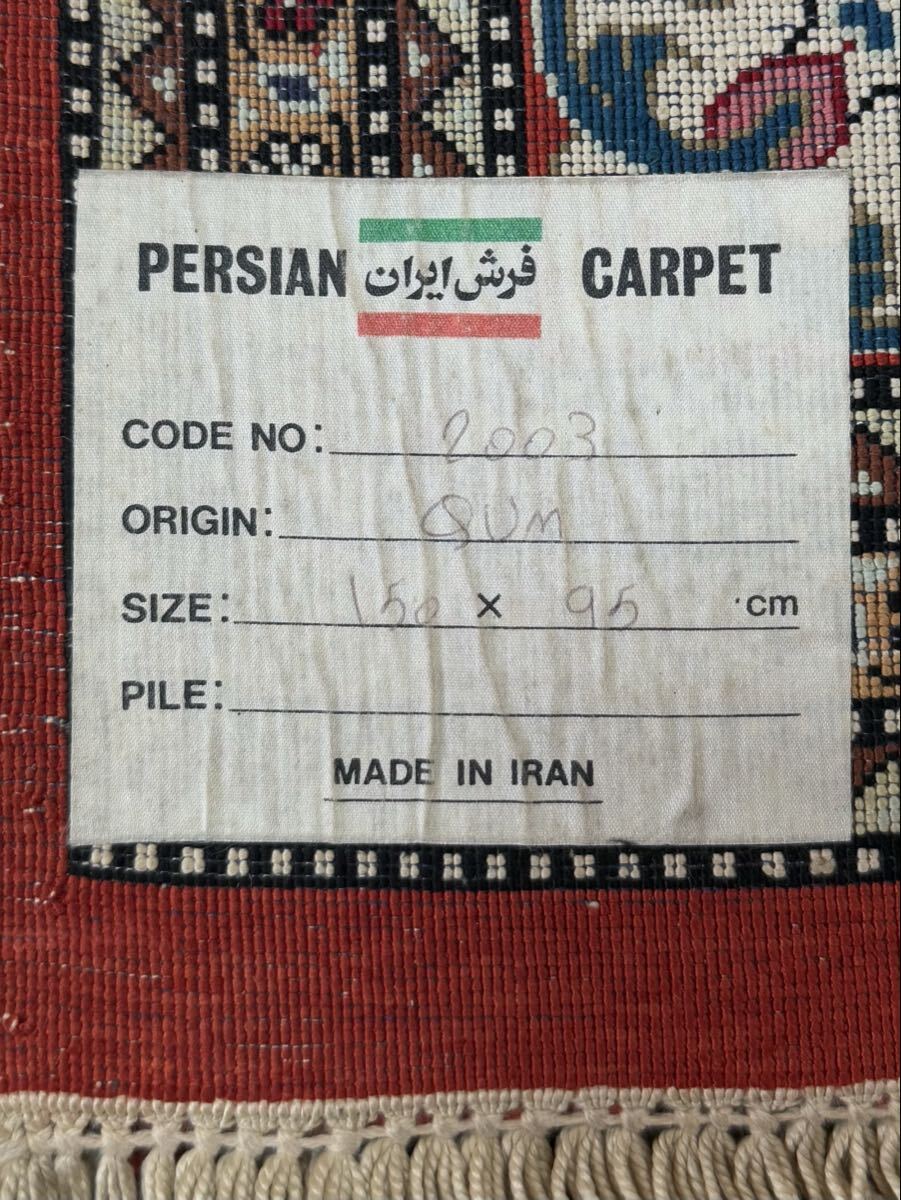 PERSIAN فرش ایران CARPET
CODE NO: 2003
ORIGIN: QUM
SIZE: 150 × 95 cm
PILE:
MADE IN IRAN